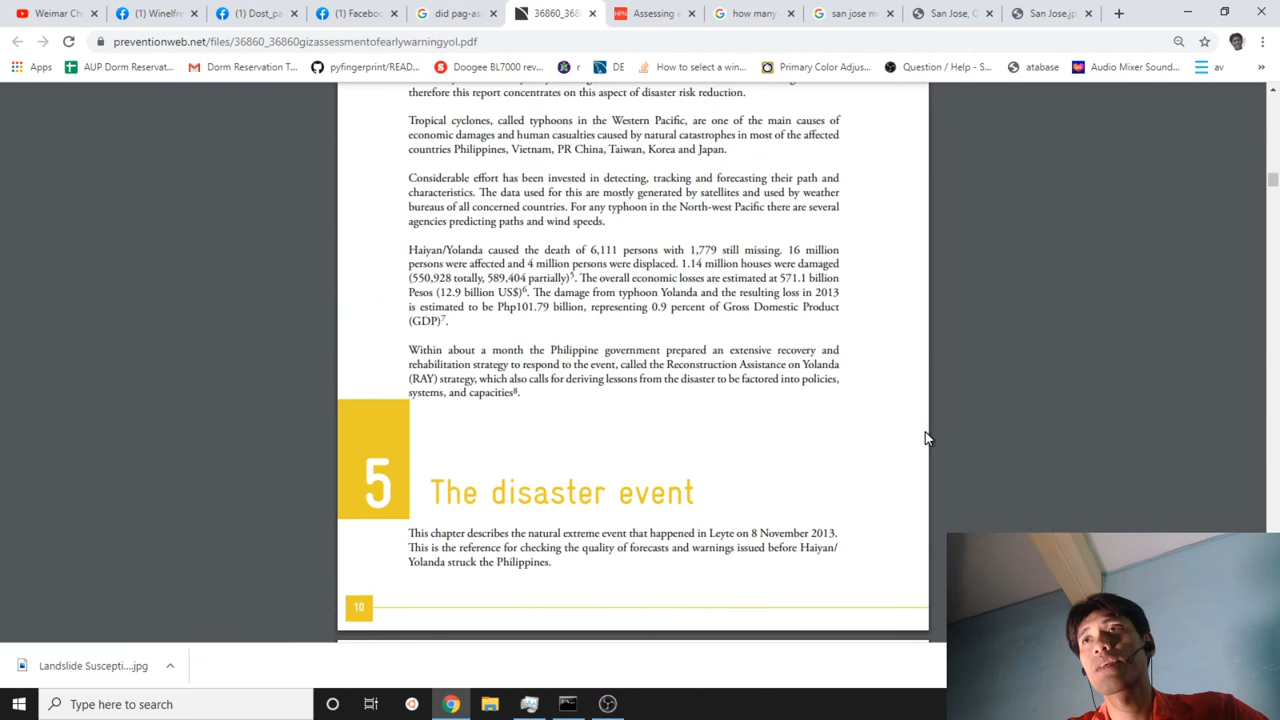 Weimar Ch
(1) Winelfre
(1) Dost_pa
(1) Faceboo
did pag-as
36860_368
HPN Assessing e
how many
san jose m
San Jose, O
San Jose.jp
preventionweb.net/files/36860_36860gizassessmentofearlywarningyol.pdf
Apps
AUP Dorm Reservat...
Dorm Reservation T...
pyfingerprint/READ...
Doogee BL7000 rev...
r
DE
How to select a win...
Primary Color Adjus...
Question / Help - S...
atabase
Audio Mixer Sound...
av
»
therefore this report concentrates on this aspect of disaster risk reduction.
Tropical cyclones, called typhoons in the Western Pacific, are one of the main causes of
economic damages and human casualties caused by natural catastrophes in most of the affected
countries Philippines, Vietnam, PR China, Taiwan, Korea and Japan.
Considerable effort has been invested in detecting, tracking and forecasting their path and
characteristics. The data used for this are mostly generated by satellites and used by weather
bureaus of all concerned countries. For any typhoon in the North-west Pacific there are several
agencies predicting paths and wind speeds.
Haiyan/Yolanda caused the death of 6,111 persons with 1,779 still missing. 16 million
persons were affected and 4 million persons were displaced. 1.14 million houses were damaged
(550,928 totally, 589,404 partially)⁵. The overall economic losses are estimated at 571.1 billion
Pesos (12.9 billion US$)⁶. The damage from typhoon Yolanda and the resulting loss in 2013
is estimated to be Php101.79 billion, representing 0.9 percent of Gross Domestic Product
(GDP)⁷.
Within about a month the Philippine government prepared an extensive recovery and
rehabilitation strategy to respond to the event, called the Reconstruction Assistance on Yolanda
(RAY) strategy, which also calls for deriving lessons from the disaster to be factored into policies,
systems, and capacities⁸.
5 The disaster event
This chapter describes the natural extreme event that happened in Leyte on 8 November 2013.
This is the reference for checking the quality of forecasts and warnings issued before Haiyan/
Yolanda struck the Philippines.
10
Landslide Suscepti....jpg
Type here to search